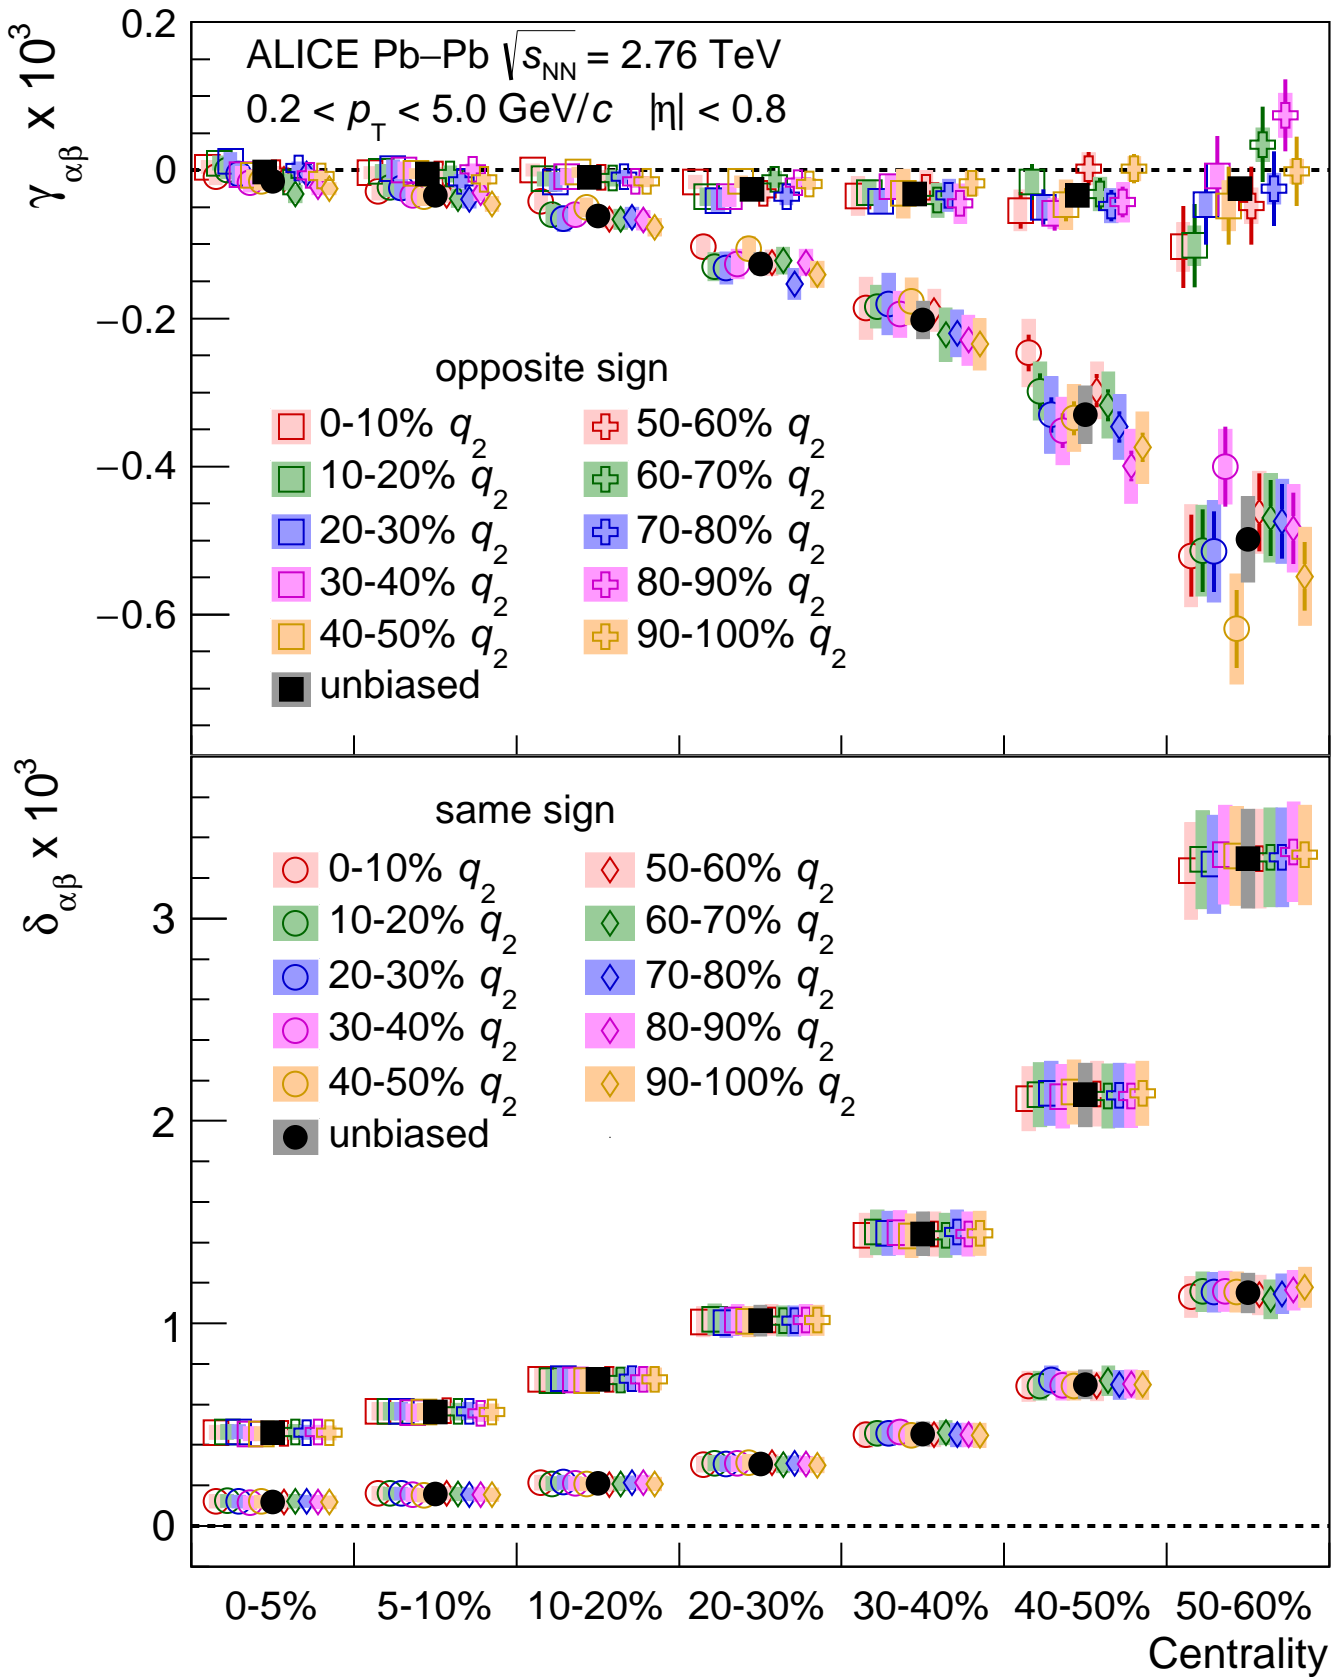 γαβ x 10³
0.2
0
−0.2
−0.4
−0.6
ALICE Pb–Pb √sNN = 2.76 TeV
0.2 < pT < 5.0 GeV/c |η| < 0.8
opposite sign
0-10% q2
50-60% q2
10-20% q2
60-70% q2
20-30% q2
70-80% q2
30-40% q2
80-90% q2
40-50% q2
90-100% q2
unbiased
δαβ x 10³
3
2
1
0
same sign
0-10% q2
50-60% q2
10-20% q2
60-70% q2
20-30% q2
70-80% q2
30-40% q2
80-90% q2
40-50% q2
90-100% q2
unbiased
0-5% 5-10% 10-20% 20-30% 30-40% 40-50% 50-60%
Centrality